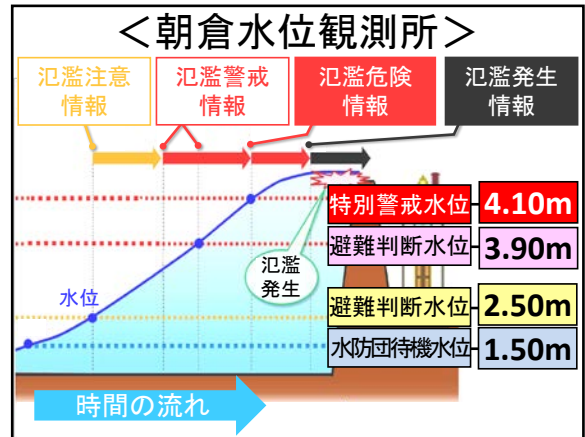 ＜朝倉水位観測所＞
氾濫注意
情報
氾濫警戒
情報
氾濫危険
情報
氾濫発生
情報
特別警戒水位 4.10m
避難判断水位 3.90m
氾濫
発生
水位
避難判断水位 2.50m
水防団待機水位 1.50m
時間の流れ